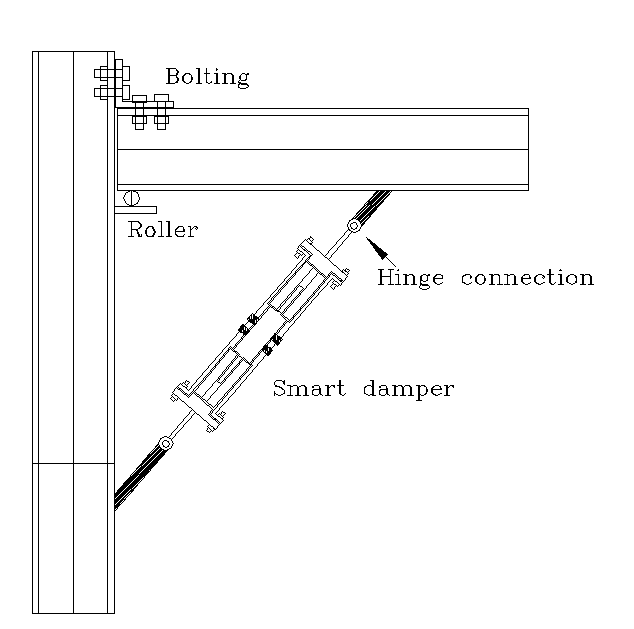 Bolting
Roller
Hinge connection
Smart damper